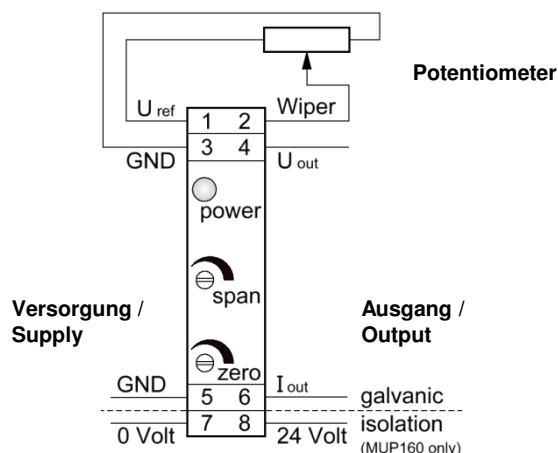 Potentiometer
U ref
Wiper
1 2
3 4
GND
U out
power
span
Versorgung /
Supply
Ausgang /
Output
zero
GND
I out
5 6
galvanic
7 8
0 Volt
24 Volt
isolation
(MUP160 only)